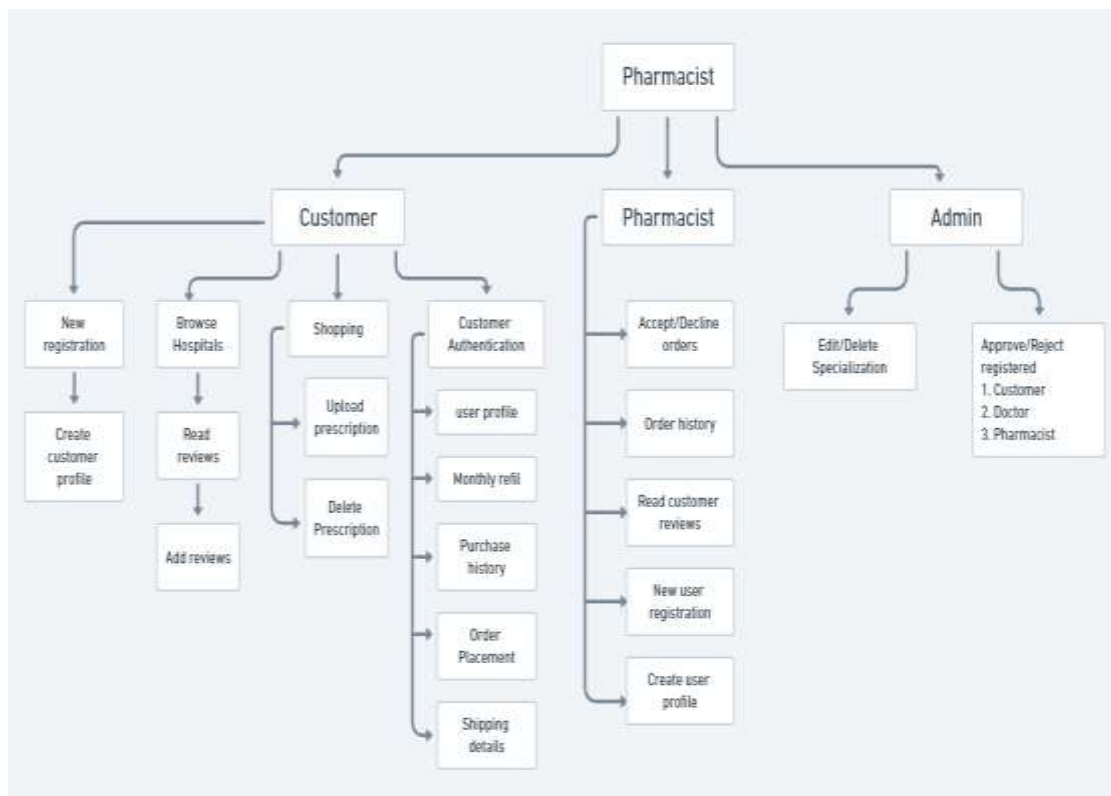 Pharmacist
Customer
Pharmacist
Admin
New
registration
Browse
Hospitals
Shopping
Customer
Authentication
Accept/Decline
orders
Edit/Delete
Specialization
Approve/Reject
registered
1. Customer
2. Doctor
3. Pharmacist
Create
customer
profile
Read
reviews
Add reviews
Upload
prescription
Delete
Prescription
user profile
Monthly refil
Purchase
history
Order
Placement
Shipping
details
Order history
Read customer
reviews
New user
registration
Create user
profile